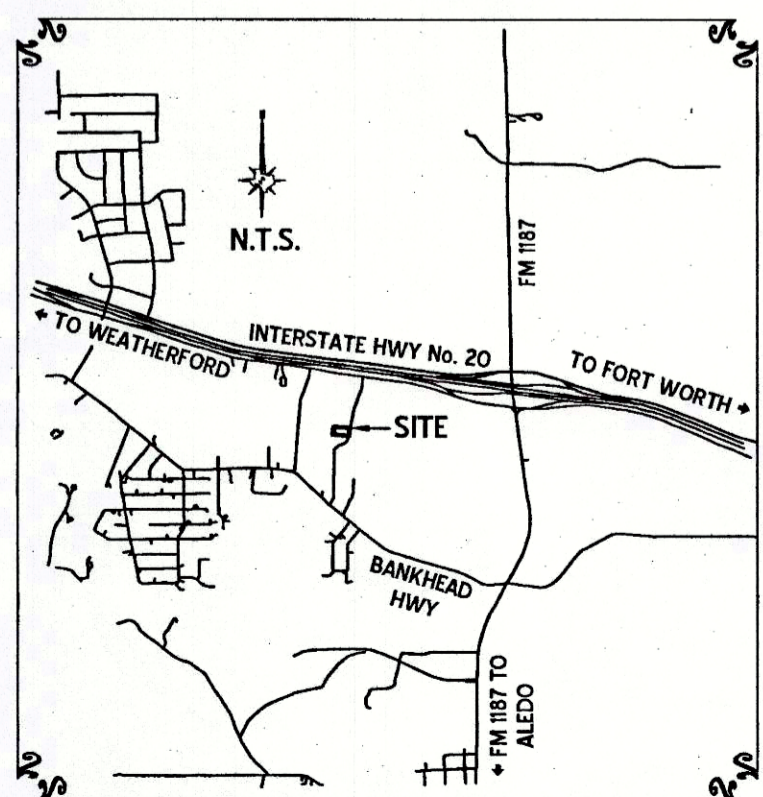 N.T.S.
FM 1187
← TO WEATHERFORD
INTERSTATE HWY No. 20
TO FORT WORTH →
← SITE
BANKHEAD
HWY
← FM 1187 TO
ALEDO